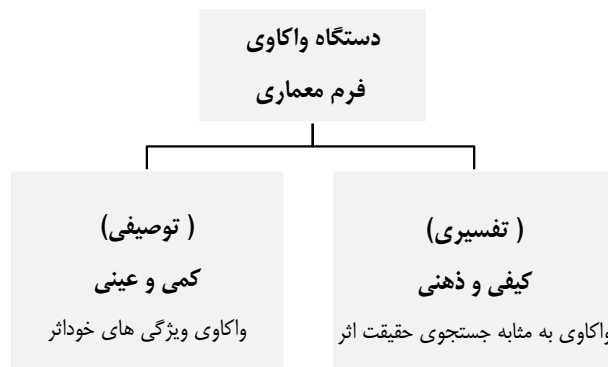 دستگاه واکاوی
فرم معماری
( تفسیری)
کیفی و ذهنی
واکاوی به مثابه جستجوی حقیقت اثر
( توصیفی)
کمی و عینی
واکاوی ویژگی های خوداثر